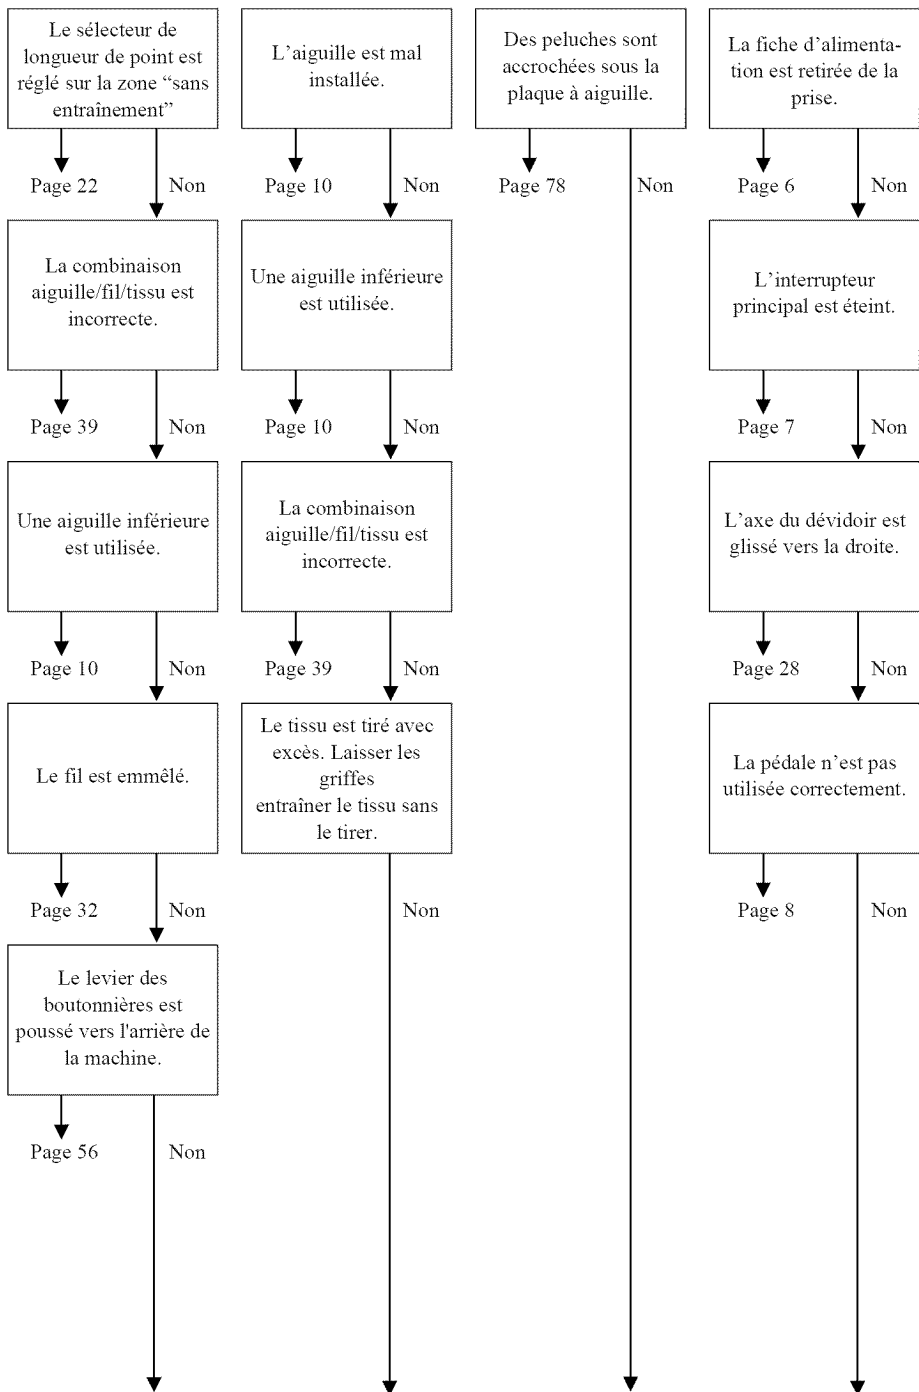 Le sélecteur de
longueur de point est
réglé sur la zone “sans
entraînement”
Page 22
Non
La combinaison
aiguille/fil/tissu est
incorrecte.
Page 39
Non
Une aiguille inférieure
est utilisée.
Page 10
Non
Le fil est emmêlé.
Page 32
Non
Le levier des
boutonnières est
poussé vers l'arrière de
la machine.
Page 56
Non
L’aiguille est mal
installée.
Page 10
Non
Une aiguille inférieure
est utilisée.
Page 10
Non
La combinaison
aiguille/fil/tissu est
incorrecte.
Page 39
Non
Le tissu est tiré avec
excès. Laisser les
griffes
entraîner le tissu sans
le tirer.
Non
Des peluches sont
accrochées sous la
plaque à aiguille.
Page 78
Non
La fiche d’alimenta-
tion est retirée de la
prise.
Page 6
Non
L’interrupteur
principal est éteint.
Page 7
Non
L’axe du dévidoir est
glissé vers la droite.
Page 28
Non
La pédale n’est pas
utilisée correctement.
Page 8
Non